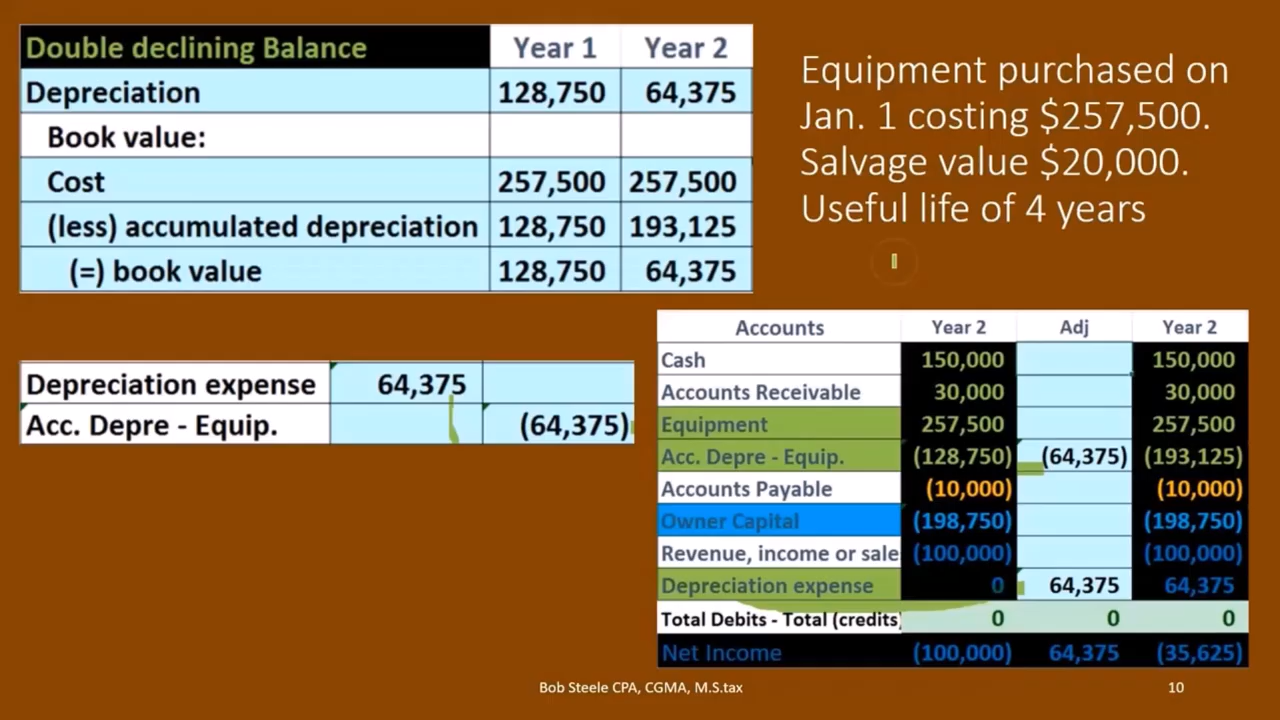 Double declining Balance Year 1 Year 2
Depreciation 128,750 64,375
Book value:
Cost 257,500 257,500
(less) accumulated depreciation 128,750 193,125
(=) book value 128,750 64,375
Equipment purchased on
Jan. 1 costing $257,500.
Salvage value $20,000.
Useful life of 4 years
Depreciation expense 64,375
Acc. Depre - Equip. (64,375)
Accounts Year 2 Adj Year 2
Cash 150,000 150,000
Accounts Receivable 30,000 30,000
Equipment 257,500 257,500
Acc. Depre - Equip. (128,750) (64,375) (193,125)
Accounts Payable (10,000) (10,000)
Owner Capital (198,750) (198,750)
Revenue, income or sale (100,000) (100,000)
Depreciation expense 0 64,375 64,375
Total Debits - Total (credits) 0 0 0
Net Income (100,000) 64,375 (35,625)
Bob Steele CPA, CGMA, M.S.tax 10